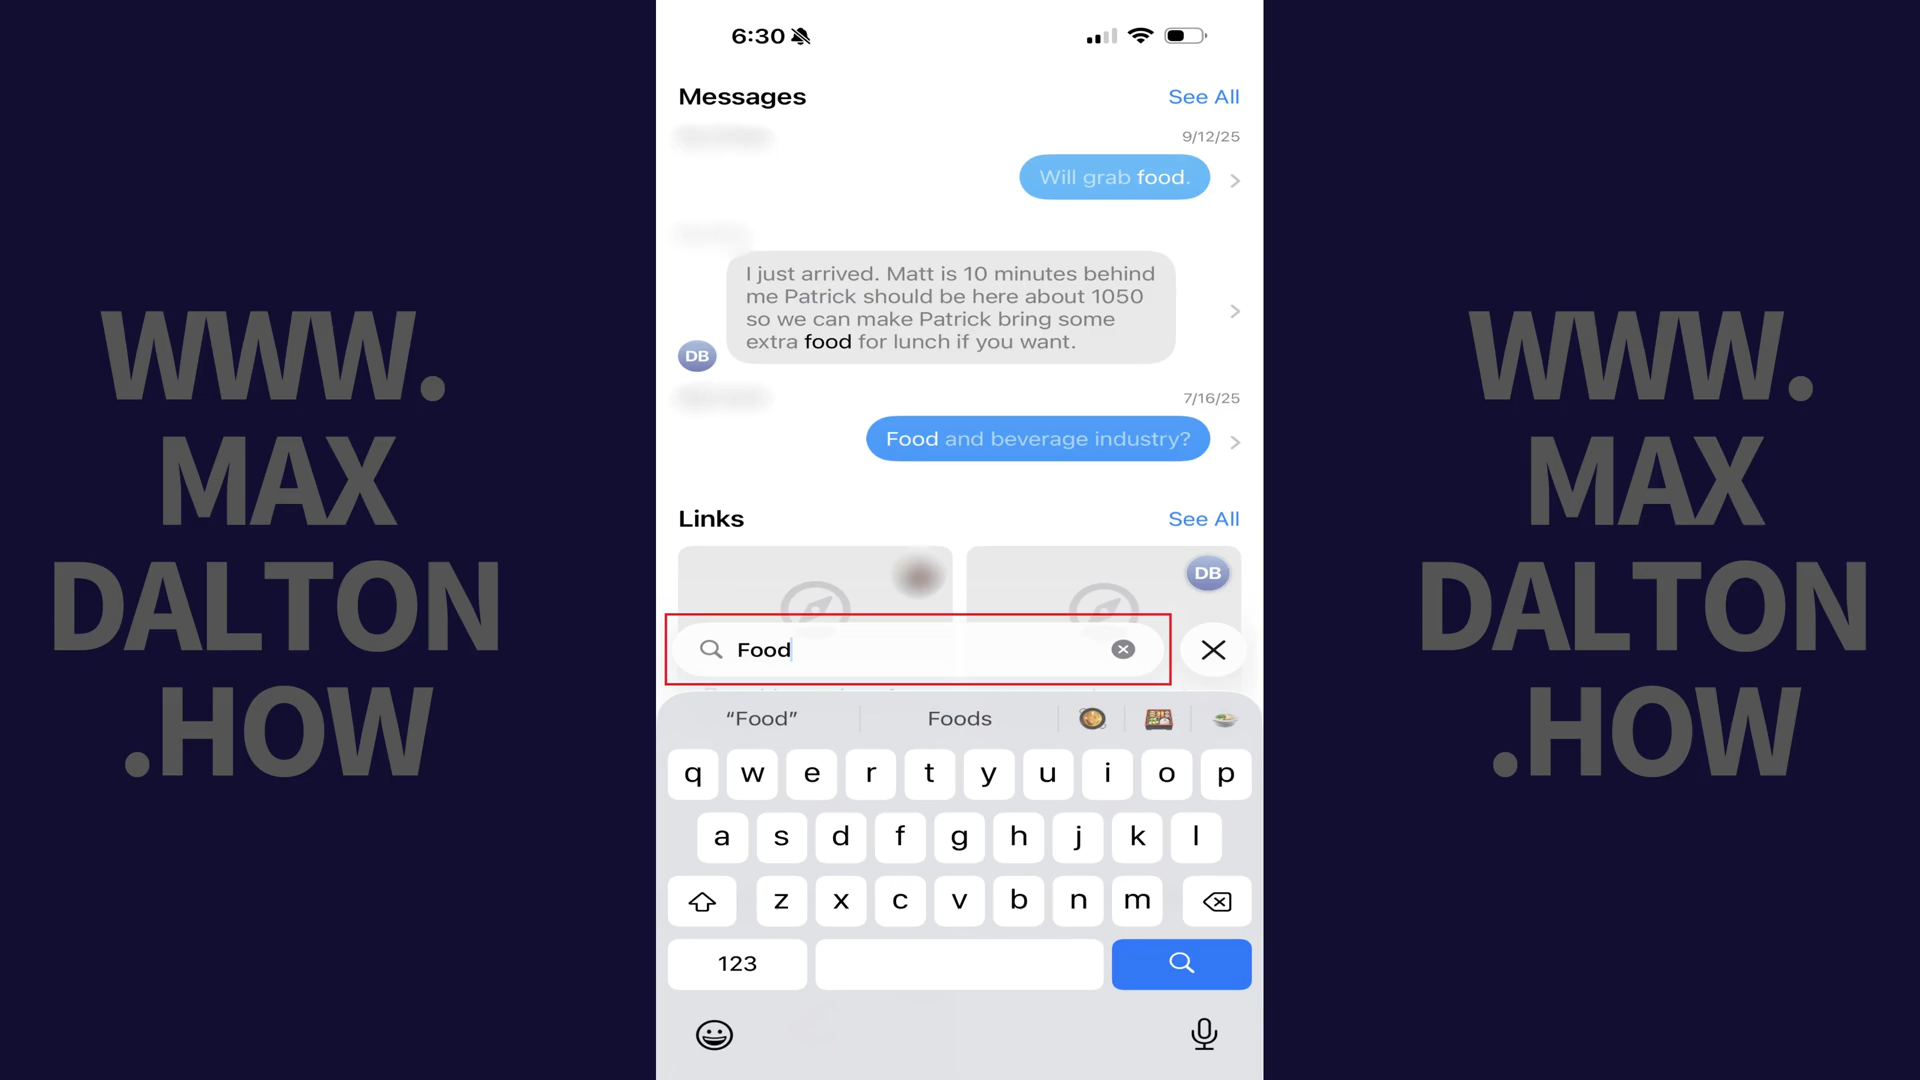 WWW.
MAX
DALTON
.HOW
6:30
Messages
See All
9/12/25
Will grab food.
I just arrived. Matt is 10 minutes behind
me Patrick should be here about 1050
so we can make Patrick bring some
extra food for lunch if you want.
DB
7/16/25
Food and beverage industry?
Links
See All
DB
Food
“Food”
Foods
q w e r t y u i o p
a s d f g h j k l
z x c v b n m
123
WWW.
MAX
DALTON
.HOW